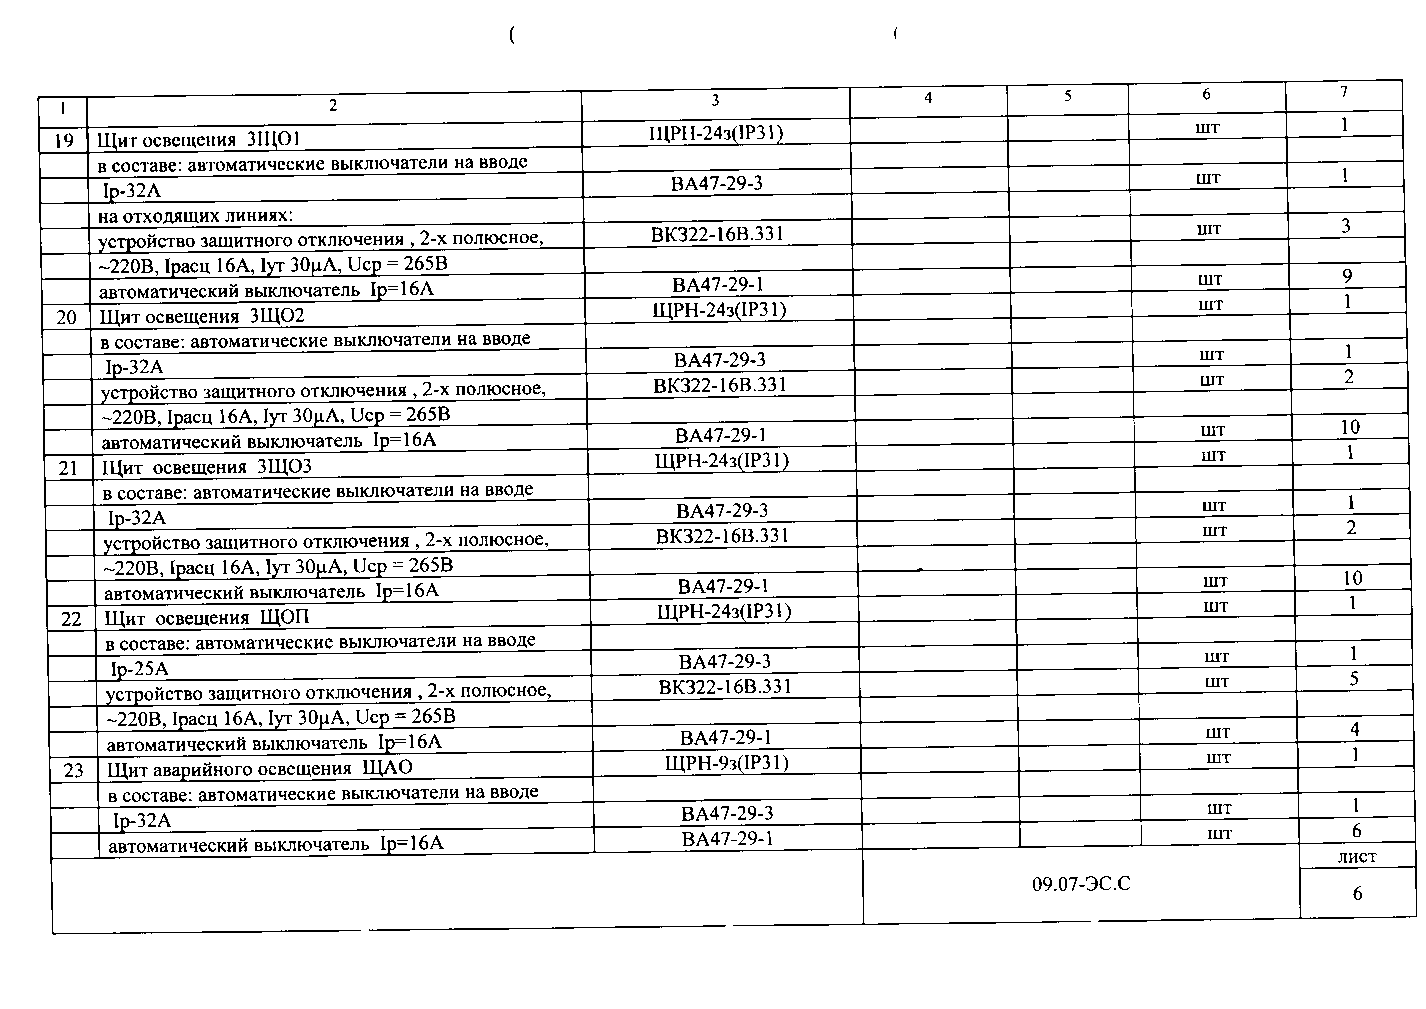 1 2 3 4 5 6 7
19 Щит освещения 3ЩО1 ЩРН-24з(IP31) шт 1
в составе: автоматические выключатели на вводе
Iр-32А ВА47-29-3 шт 1
на отходящих линиях:
устройство защитного отключения , 2-х полюсное, ВК322-16В.331 шт 3
~220В, Iрасц 16А, Iут 30μА, Uср = 265В
автоматический выключатель Iр=16А ВА47-29-1 шт 9
20 Щит освещения 3ЩО2 ЩРН-24з(IP31) шт 1
в составе: автоматические выключатели на вводе
Iр-32А ВА47-29-3 шт 1
устройство защитного отключения , 2-х полюсное, ВК322-16В.331 шт 2
~220В, Iрасц 16А, Iут 30μА, Uср = 265В
автоматический выключатель Iр=16А ВА47-29-1 шт 10
21 Щит освещения 3ЩО3 ЩРН-24з(IP31) шт 1
в составе: автоматические выключатели на вводе
Iр-32А ВА47-29-3 шт 1
устройство защитного отключения , 2-х полюсное, ВК322-16В.331 шт 2
~220В, Iрасц 16А, Iут 30μА, Uср = 265В
автоматический выключатель Iр=16А ВА47-29-1 шт 10
22 Щит освещения ЩОП ЩРН-24з(IP31) шт 1
в составе: автоматические выключатели на вводе
Iр-25А ВА47-29-3 шт 1
устройство защитного отключения , 2-х полюсное, ВК322-16В.331 шт 5
~220В, Iрасц 16А, Iут 30μА, Uср = 265В
автоматический выключатель Iр=16А ВА47-29-1 шт 4
23 Щит аварийного освещения ЩАО ЩРН-9з(IP31) шт 1
в составе: автоматические выключатели на вводе
Iр-32А ВА47-29-3 шт 1
автоматический выключатель Iр=16А ВА47-29-1 шт 6
лист
09.07-ЭС.С
6